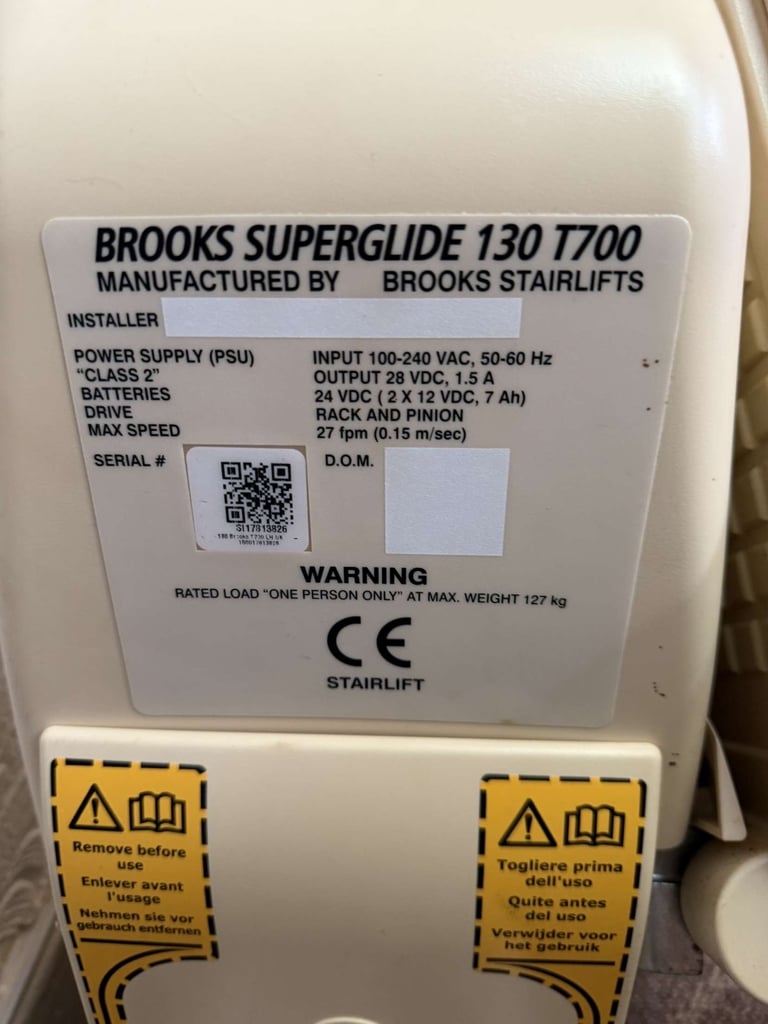 BROOKS SUPERGLIDE 130 T700
MANUFACTURED BY BROOKS STAIRLIFTS
INSTALLER
POWER SUPPLY (PSU) INPUT 100-240 VAC, 50-60 Hz
"CLASS 2" OUTPUT 28 VDC, 1.5 A
BATTERIES 24 VDC ( 2 X 12 VDC, 7 Ah)
DRIVE RACK AND PINION
MAX SPEED 27 fpm (0.15 m/sec)
SERIAL # D.O.M.
SI17813826
Brooks T700 LH UK
WARNING
RATED LOAD "ONE PERSON ONLY" AT MAX. WEIGHT 127 kg
CE
STAIRLIFT
Remove before
use
Enlever avant
l'usage
Nehmen sie vor
gebrauch entfernen
Togliere prima
dell'uso
Quite antes
del uso
Verwijder voor
het gebruik